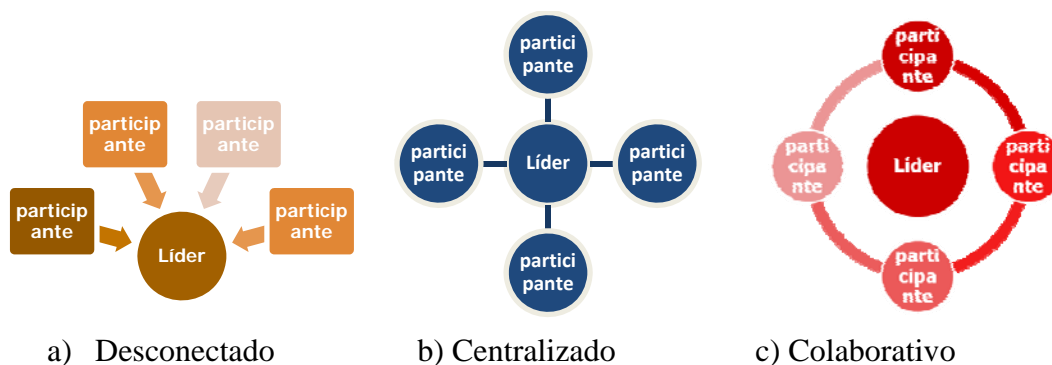 particip
ante
particip
ante
particip
ante
particip
ante
Líder
partici
pante
partici
pante
Líder
partici
pante
partici
pante
parti
cipa
nte
parti
cipa
nte
Líder
parti
cipa
nte
parti
cipa
nte
a) Desconectado
b) Centralizado
c) Colaborativo